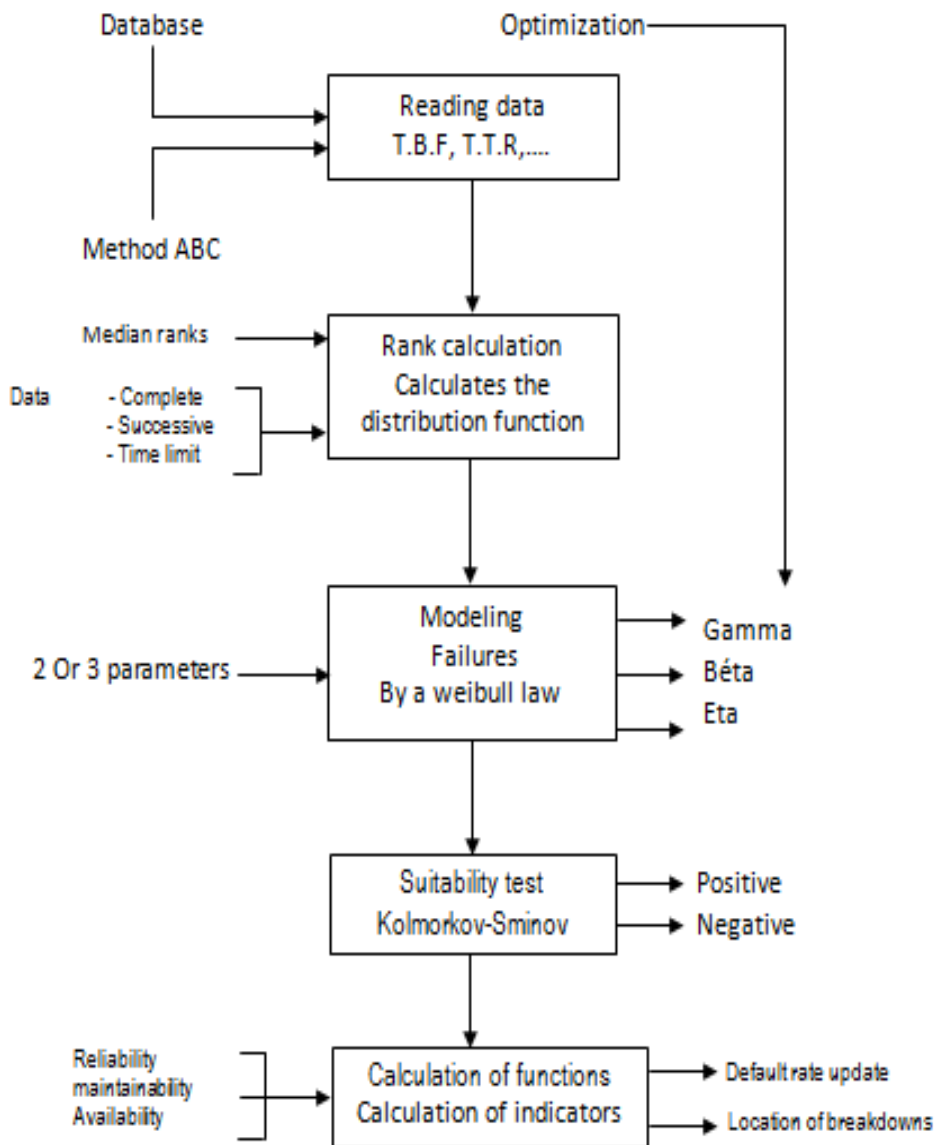 Database
Optimization
Reading data
T.B.F, T.T.R,....
Method ABC
Median ranks
Rank calculation
Calculates the
distribution function
Data - Complete
- Successive
- Time limit
Modeling
Failures
By a weibull law
2 Or 3 parameters
Gamma
Béta
Eta
Suitability test
Kolmorkov-Sminov
Positive
Negative
Reliability
maintainability
Availability
Calculation of functions
Calculation of indicators
Default rate update
Location of breakdowns